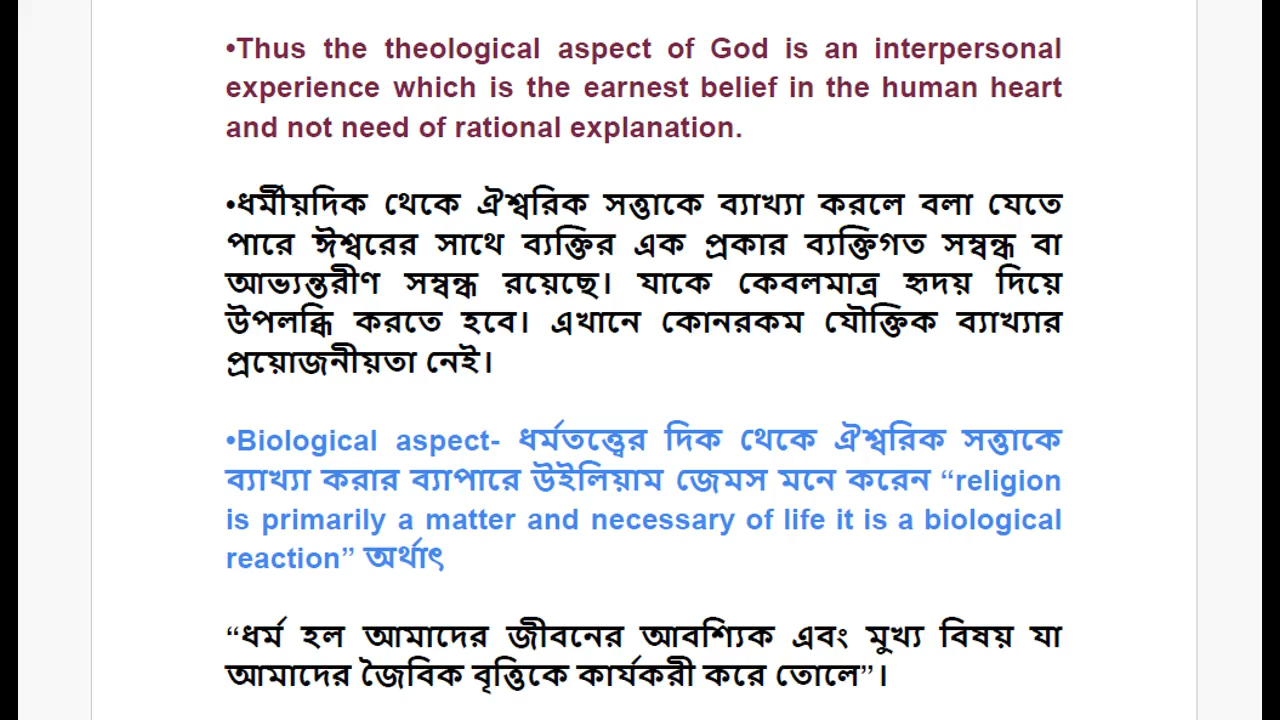 •Thus the theological aspect of God is an interpersonal
experience which is the earnest belief in the human heart
and not need of rational explanation.
•ধর্মীয়দিক থেকে ঐশ্বরিক সত্তাকে ব্যাখ্যা করলে বলা যেতে
পারে ঈশ্বরের সাথে ব্যক্তির এক প্রকার ব্যক্তিগত সম্বন্ধ বা
আভ্যন্তরীণ সম্বন্ধ রয়েছে। যাকে কেবলমাত্র হৃদয় দিয়ে
উপলব্ধি করতে হবে। এখানে কোনরকম যৌক্তিক ব্যাখ্যার
প্রয়োজনীয়তা নেই।
•Biological aspect- ধর্মতত্ত্বের দিক থেকে ঐশ্বরিক সত্তাকে
ব্যাখ্যা করার ব্যাপারে উইলিয়াম জেমস মনে করেন “religion
is primarily a matter and necessary of life it is a biological
reaction” অর্থাৎ
“ধর্ম হল আমাদের জীবনের আবশ্যিক এবং মুখ্য বিষয় যা
আমাদের জৈবিক বৃত্তিকে কার্যকরী করে তোলে”।